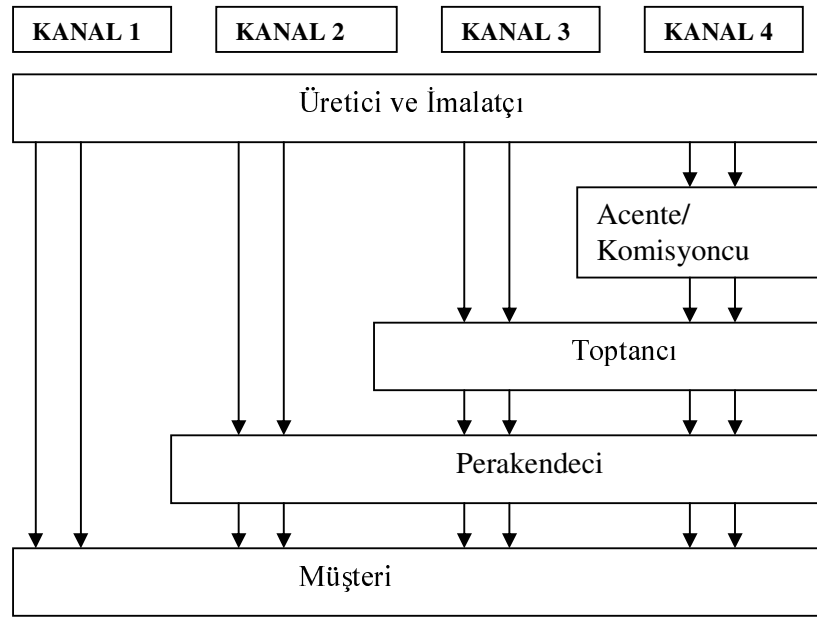 KANAL 1 KANAL 2 KANAL 3 KANAL 4
Üretici ve İmalatçı
Acente/
Komisyoncu
Toptancı
Perakendeci
Müşteri